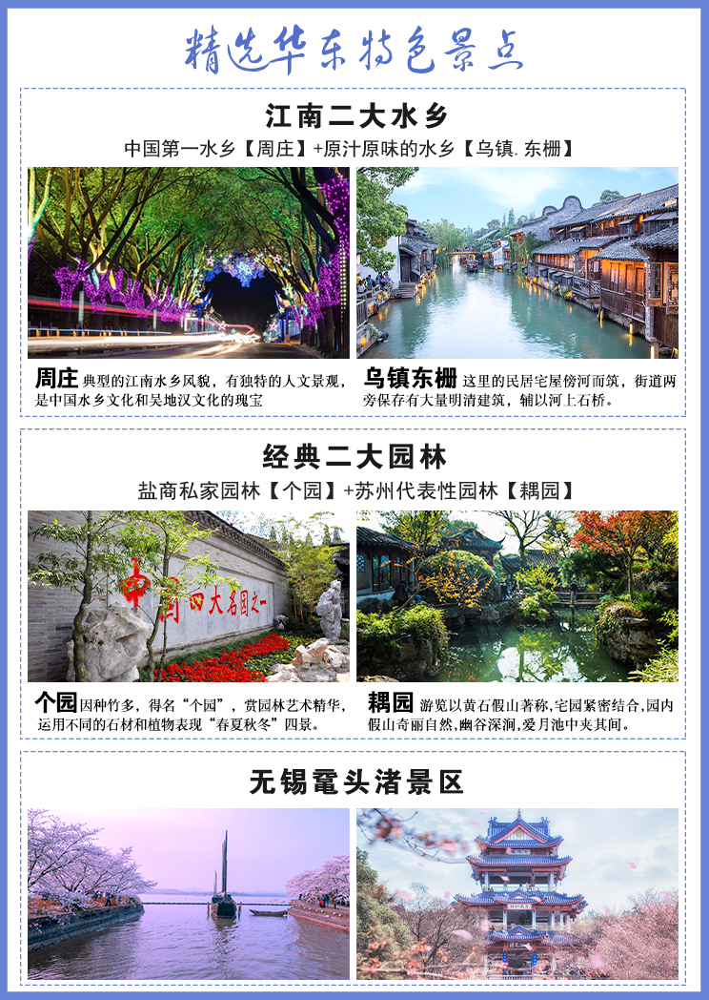 精选华东特色景点
江南二大水乡
中国第一水乡【周庄】+原汁原味的水乡【乌镇.东栅】
周庄 典型的江南水乡风貌，有独特的人文景观，
是中国水乡文化和吴地汉文化的瑰宝
乌镇东栅 这里的民居宅屋傍河而筑，街道两
旁保存有大量明清建筑，辅以河上石桥。
经典二大园林
盐商私家园林【个园】+苏州代表性园林【耦园】
中国四大名园之一
个园因种竹多，得名“个园”，赏园林艺术精华，
运用不同的石材和植物表现“春夏秋冬”四景。
耦园 游览以黄石假山著称,宅园紧密结合,园内
假山奇丽自然,幽谷深涧,爱月池中夹其间。
无锡鼋头渚景区